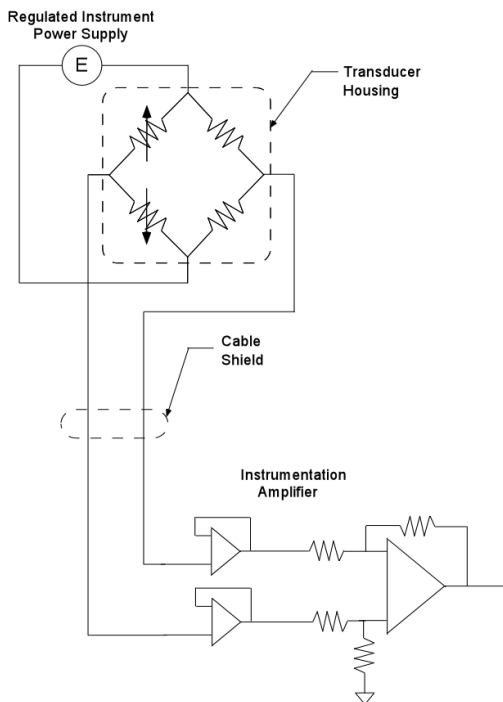 Regulated Instrument
Power Supply
E
Transducer
Housing
Cable
Shield
Instrumentation
Amplifier